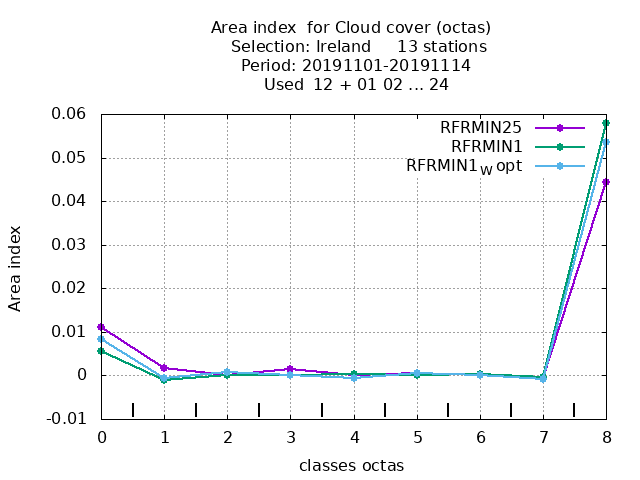 Area index  for Cloud cover (octas)
Selection: Ireland     13 stations
Period: 20191101-20191114
Used  12 + 01 02 ... 24
RFRMIN25
RFRMIN1
RFRMIN1W opt
0.06
0.05
0.04
0.03
0.02
0.01
0
-0.01
Area index
0 1 2 3 4 5 6 7 8
classes octas